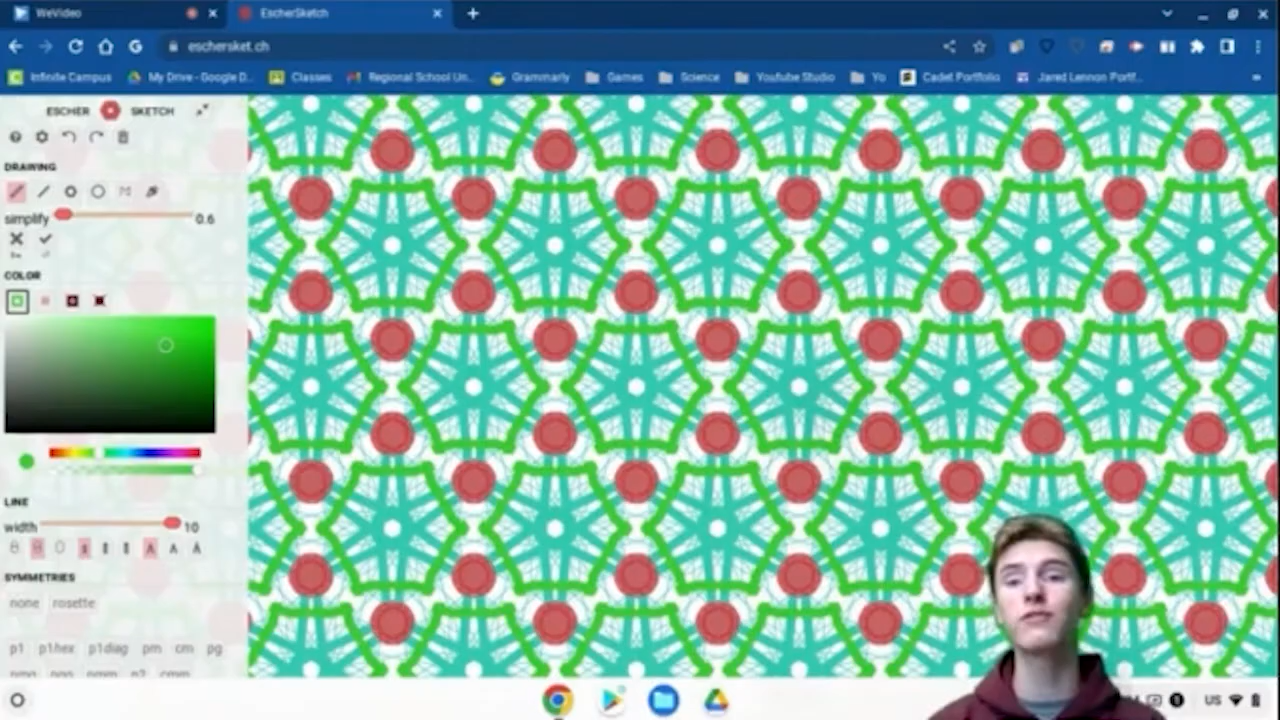 WeVideo
EscherSketch
eschersket.ch
Infinite Campus
My Drive - Google D...
Classes
Regional School Un...
Grammarly
Games
Science
Youtube Studio
Yo
Cadet Portfolio
Jared Lennon Portf...
ESCHER SKETCH
DRAWING
simplify 0.6
COLOR
LINE
width 10
SYMMETRIES
none rosette
p1 p1hex p1diag pm cm pg
US